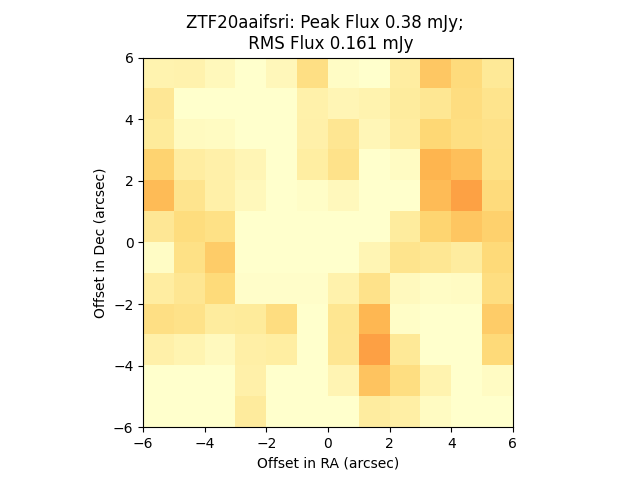 ZTF20aaifsri: Peak Flux 0.38 mJy;
RMS Flux 0.161 mJy
6
4
2
0
−2
−4
−6
Offset in Dec (arcsec)
−6 −4 −2 0 2 4 6
Offset in RA (arcsec)